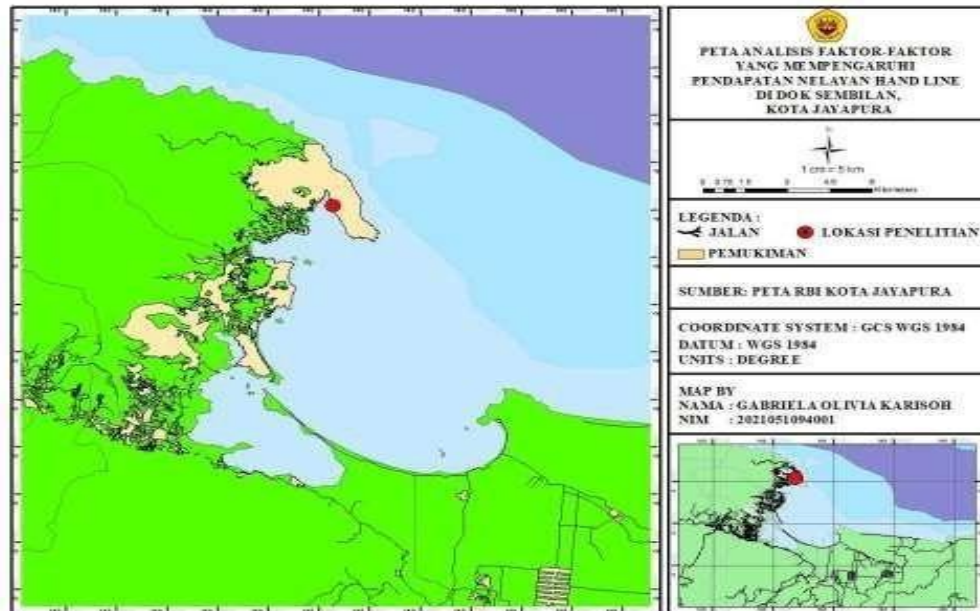 PETA ANALISIS FAKTOR-FAKTOR
YANG MEMPENGARUHI
PENDAPATAN NELAYAN HAND LINE
DI DOK SEMBILAN,
KOTA JAYAPURA
1 cm = 5 km
Kilometers
LEGENDA :
JALAN
LOKASI PENELITIAN
PEMUKIMAN
SUMBER: PETA RBI KOTA JAYAPURA
COORDINATE SYSTEM : GCS WGS 1984
DATUM : WGS 1984
UNITS : DEGREE
MAP BY
NAMA : GABRIELA OLIVIA KARISOH
NIM : 2021051094001